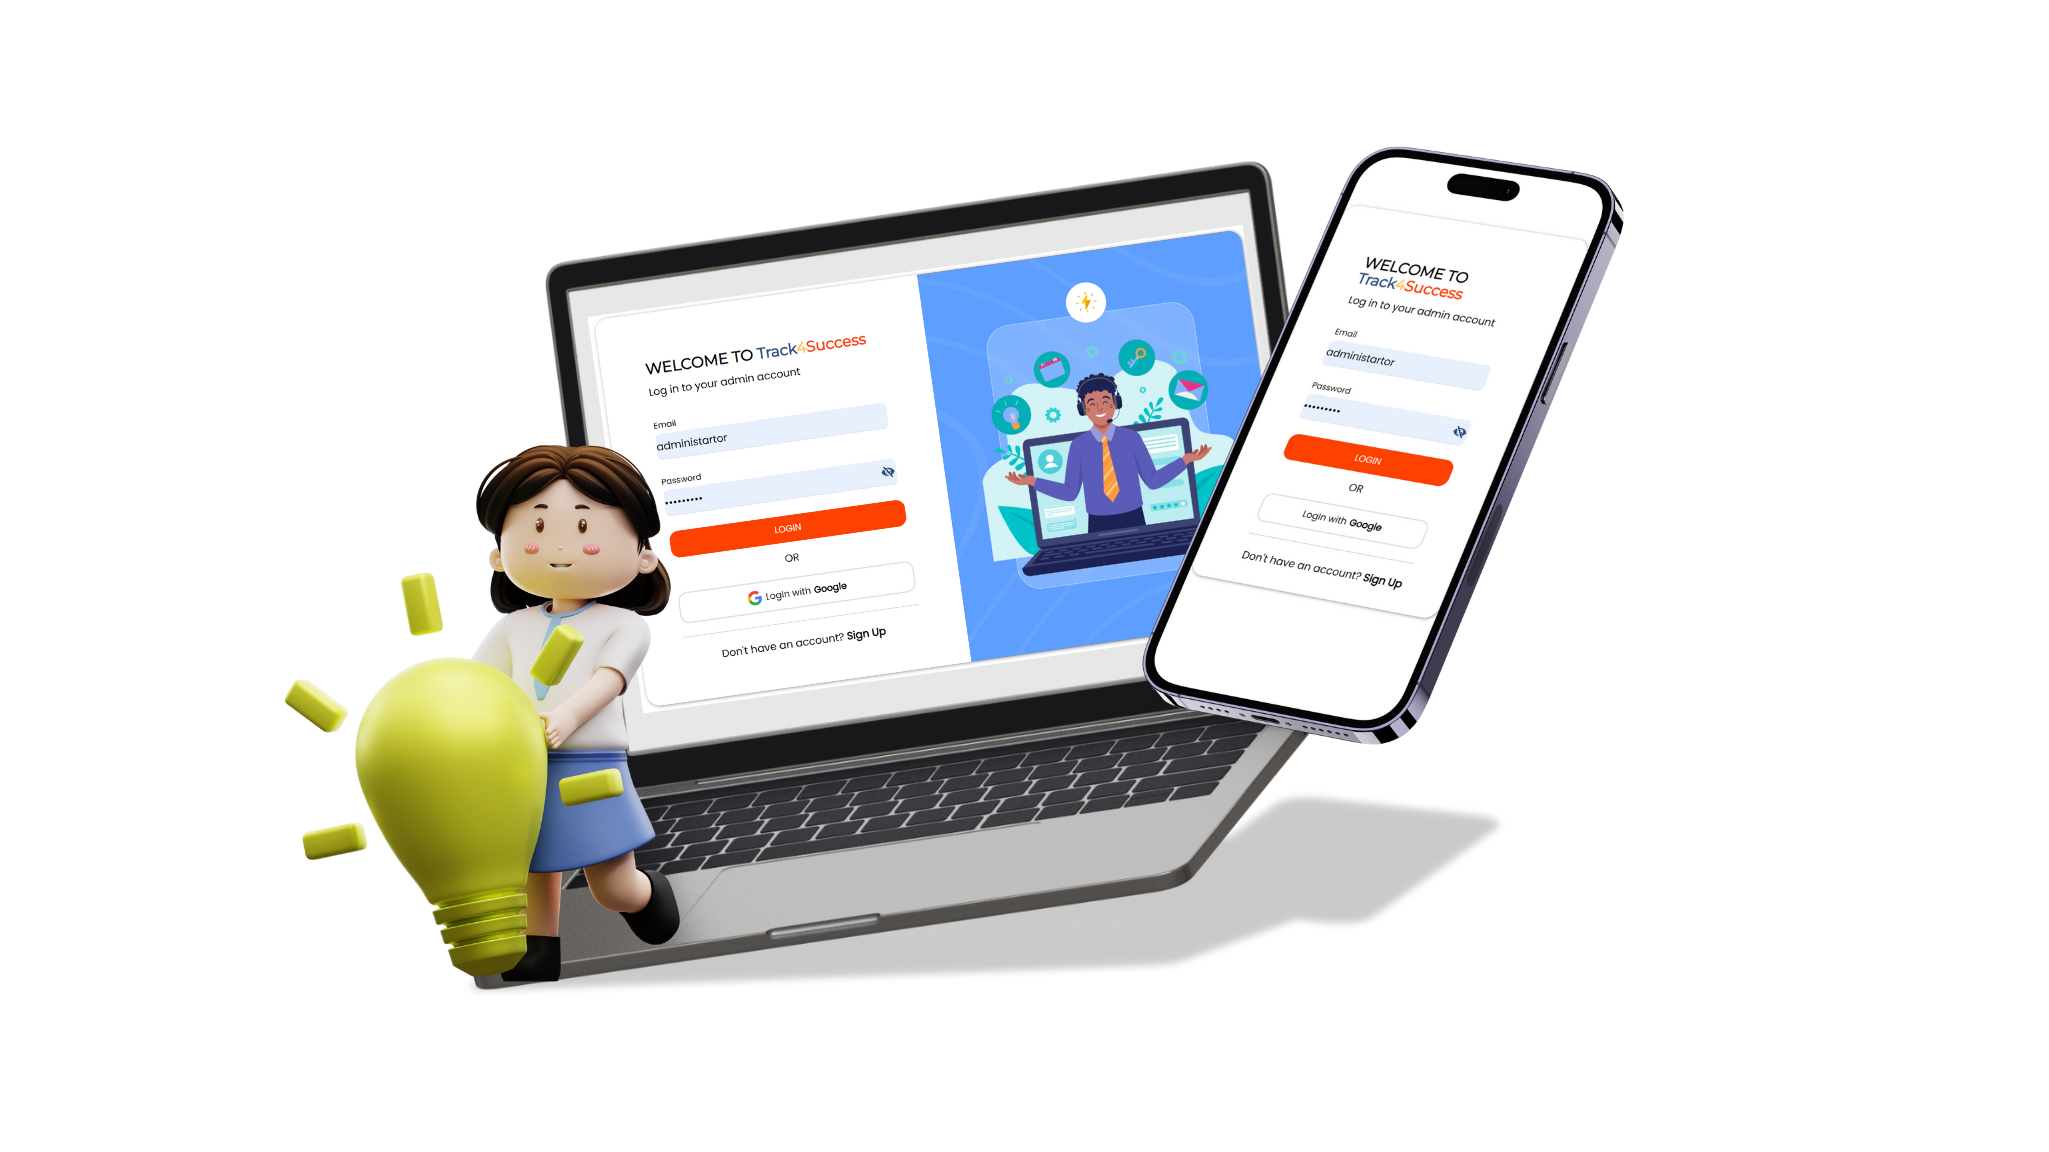 WELCOME TO Track4Success
Log in to your admin account
Email
administartor
Password
•••••••••
LOGIN
OR
Login with Google
Don't have an account? Sign Up
WELCOME TO
Track4Success
Log in to your admin account
Email
administartor
Password
•••••••••
LOGIN
OR
Login with Google
Don't have an account? Sign Up